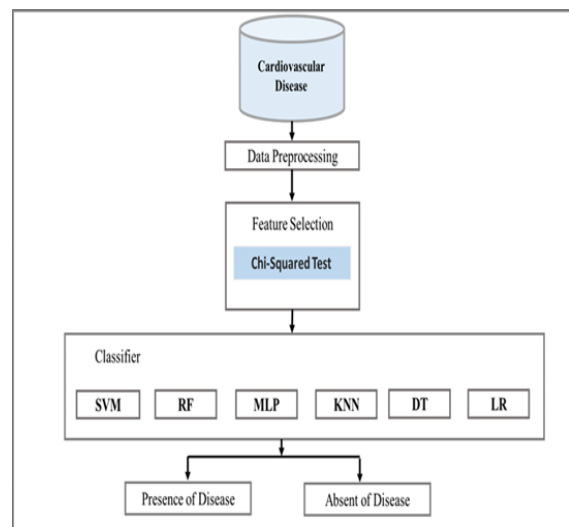 Cardiovascular
Disease
Data Preprocessing
Feature Selection
Chi-Squared Test
Classifier
SVM RF MLP KNN DT LR
Presence of Disease Absent of Disease